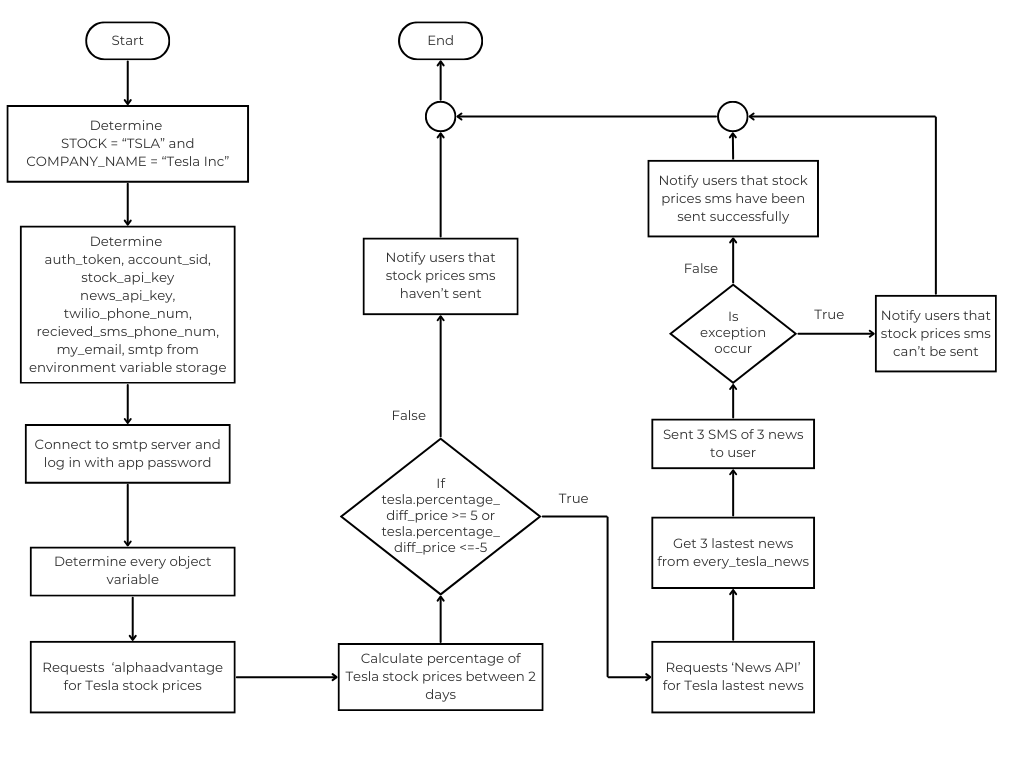 Start
Determine
STOCK = “TSLA” and
COMPANY_NAME = “Tesla Inc”
Determine
auth_token, account_sid,
stock_api_key
news_api_key,
twilio_phone_num,
recieved_sms_phone_num,
my_email, smtp from
environment variable storage
Connect to smtp server and
log in with app password
Determine every object
variable
Requests ‘alphaadvantage
for Tesla stock prices
Calculate percentage of
Tesla stock prices between 2
days
If
tesla.percentage_
diff_price >= 5 or
tesla.percentage_
diff_price <=-5
False
Notify users that
stock prices sms
haven’t sent
End
True
Requests ‘News API’
for Tesla lastest news
Get 3 lastest news
from every_tesla_news
Sent 3 SMS of 3 news
to user
Is
exception
occur
False
Notify users that stock
prices sms have been
sent successfully
True
Notify users that
stock prices sms
can’t be sent